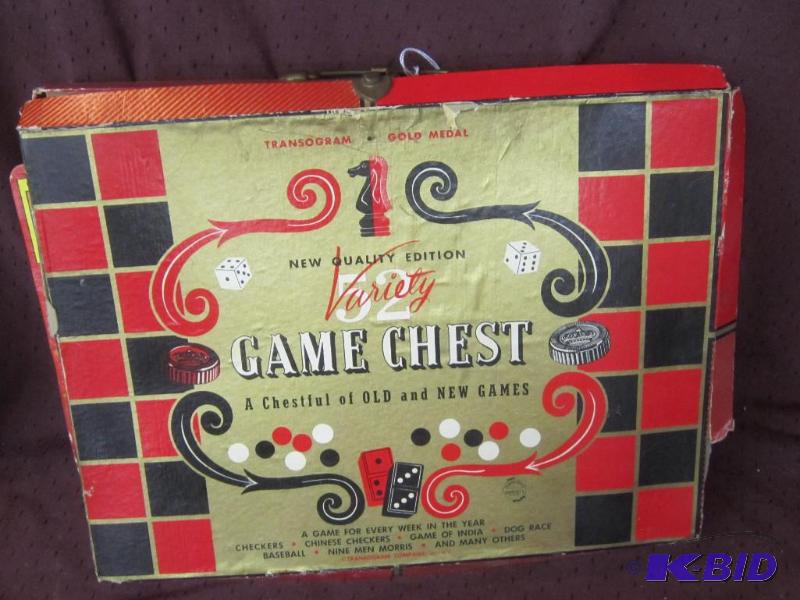 TRANSOGRAM • GOLD MEDAL
NEW QUALITY EDITION
52
Variety
GAME CHEST
A Chestful of OLD and NEW GAMES
A GAME FOR EVERY WEEK IN THE YEAR
CHECKERS • CHINESE CHECKERS • GAME OF INDIA • DOG RACE
BASEBALL • NINE MEN MORRIS • AND MANY OTHERS
©TRANSOGRAM COMPANY,
© K-BID